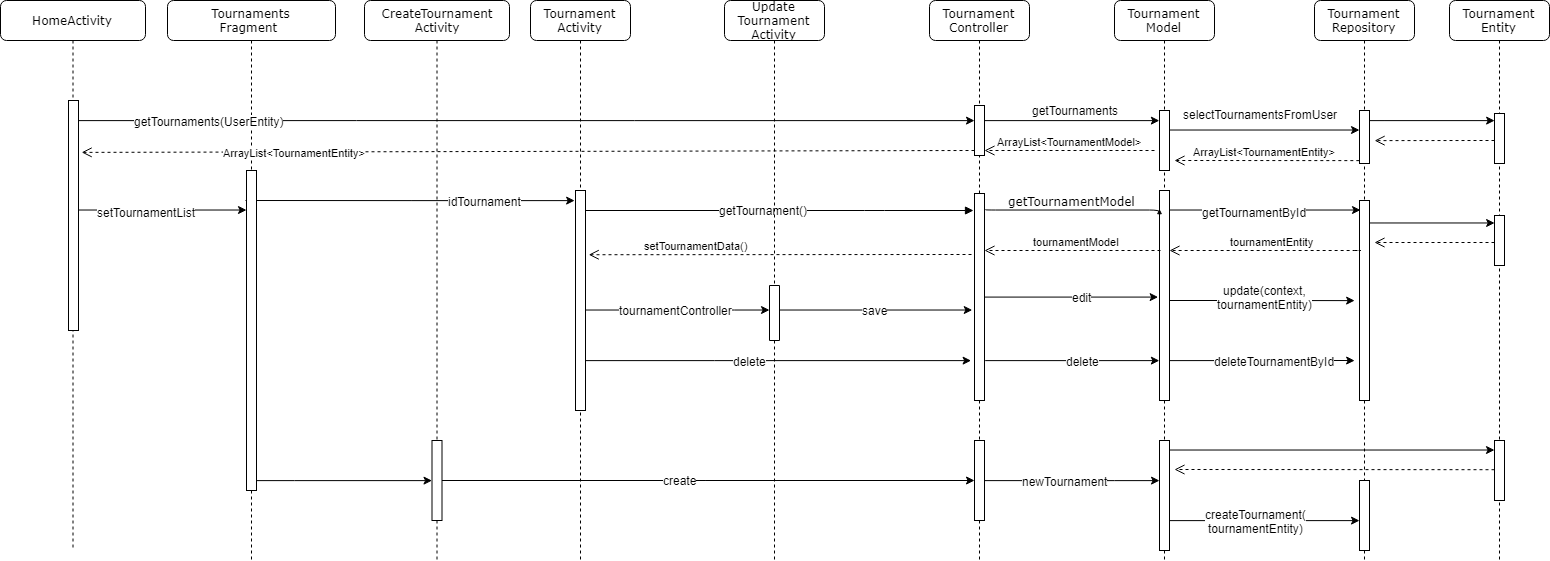 HomeActivity
Tournaments
Fragment
CreateTournament
Activity
Tournament
Activity
Update
Tournament
Activity
Tournament
Controller
Tournament
Model
Tournament
Repository
Tournament
Entity
getTournaments(UserEntity)
getTournaments
selectTournamentsFromUser
ArrayList<TournamentEntity>
ArrayList<TournamentModel>
ArrayList<TournamentEntity>
setTournamentList
idTournament
getTournament()
getTournamentModel
getTournamentById
setTournamentData()
tournamentModel
tournamentEntity
tournamentController
save
edit
update(context,
tournamentEntity)
delete
delete
deleteTournamentById
create
newTournament
createTournament(
tournamentEntity)